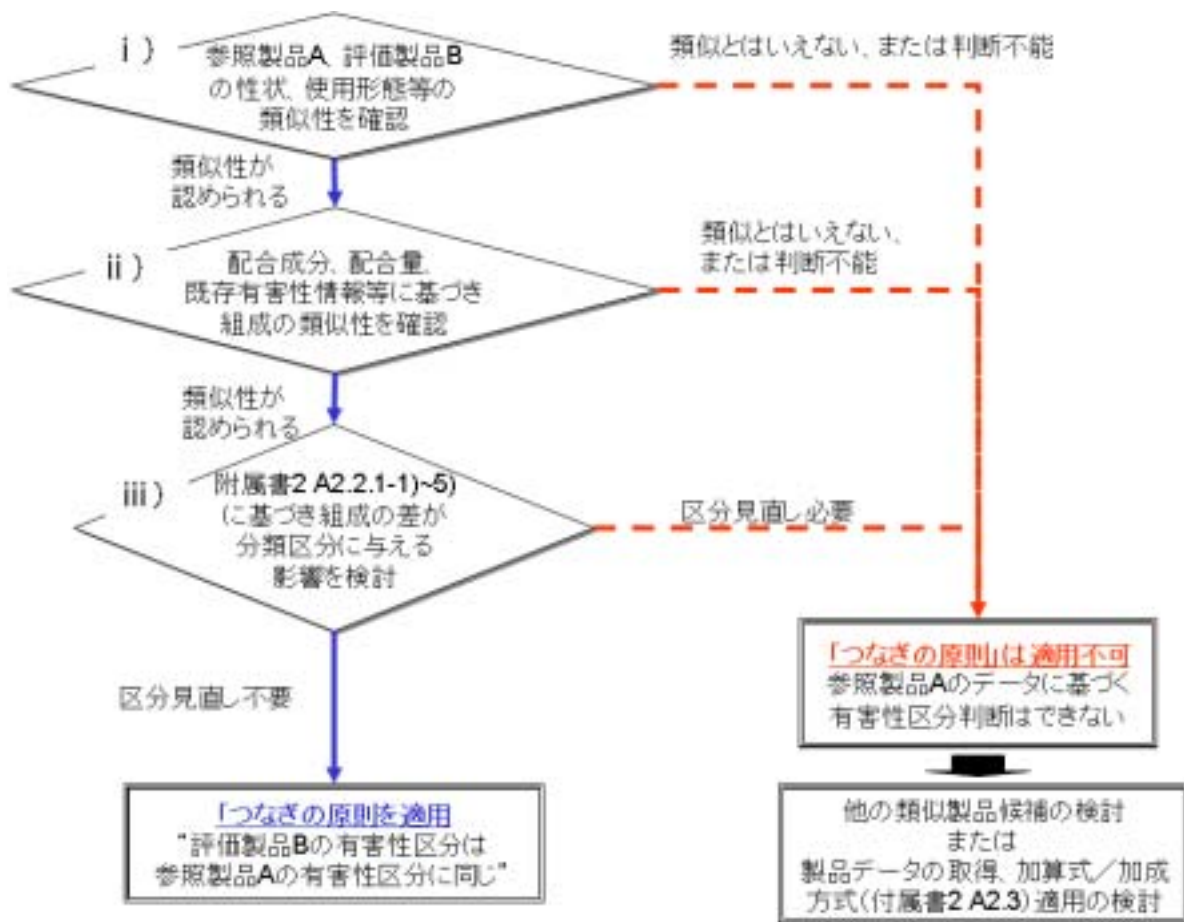 i )
参照製品A、評価製品B
の性状、使用形態等の
類似性を確認
類似とはいえない、または判断不能
類似性が
認められる
ii )
配合成分、配合量、
既存有害性情報等に基づき
組成の類似性を確認
類似とはいえない、
または判断不能
類似性が
認められる
iii )
附属書2 A2.2.1-1)~5)
に基づき組成の差が
分類区分に与える
影響を検討
区分見直し必要
区分見直し不要
「つなぎの原則」は適用不可
参照製品Aのデータに基づく
有害性区分判断はできない
「つなぎの原則を適用
“評価製品Bの有害性区分は
参照製品Aの有害性区分に同じ”
他の類似製品候補の検討
または
製品データの取得、加算式／加成
方式(付属書2 A2.3)適用の検討